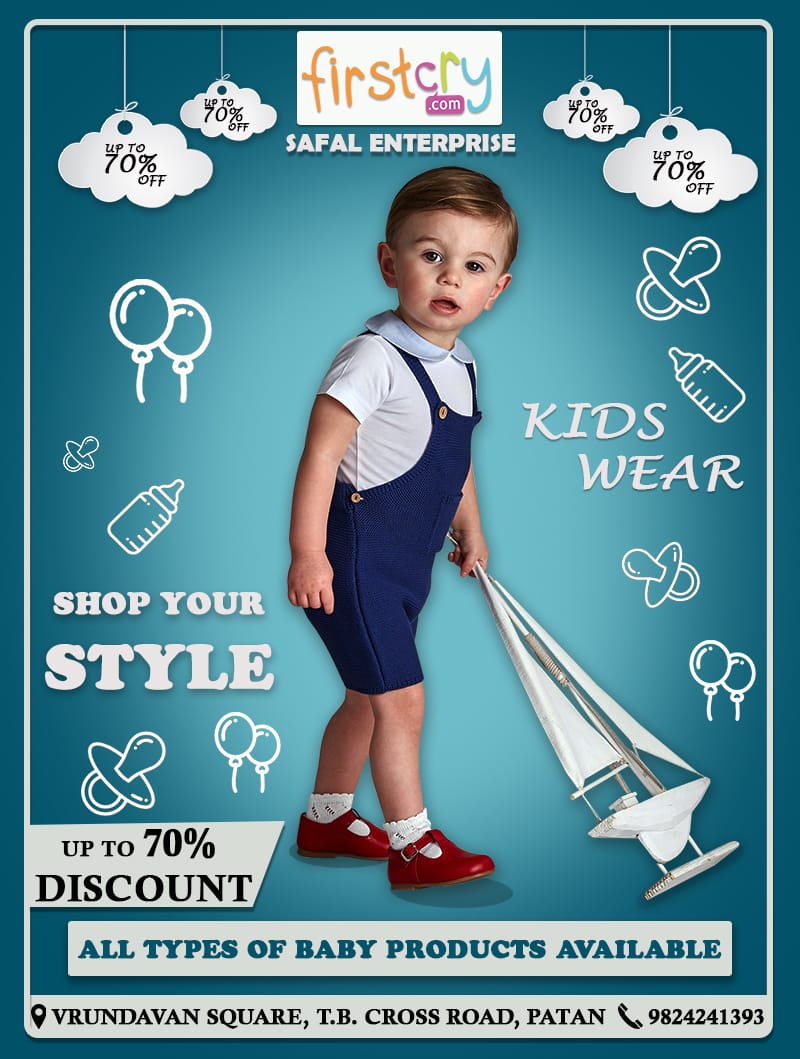 firstcry
.com
SAFAL ENTERPRISE
UP TO
70%
OFF
UP TO
70%
OFF
UP TO
70%
OFF
UP TO
70%
OFF
KIDS
WEAR
SHOP YOUR
STYLE
UP TO 70%
DISCOUNT
ALL TYPES OF BABY PRODUCTS AVAILABLE
VRUNDAVAN SQUARE, T.B. CROSS ROAD, PATAN 9824241393